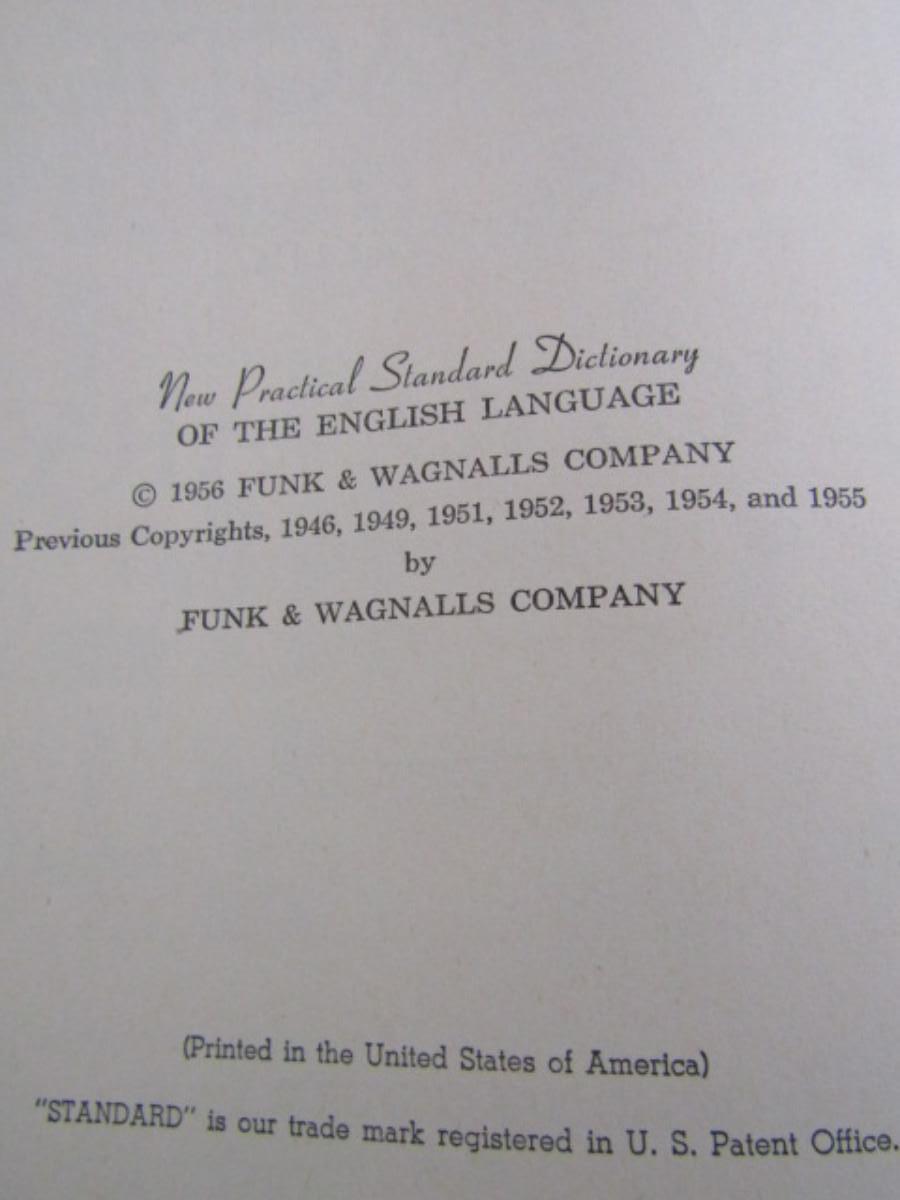 New Practical Standard Dictionary
OF THE ENGLISH LANGUAGE
© 1956 FUNK & WAGNALLS COMPANY
Previous Copyrights, 1946, 1949, 1951, 1952, 1953, 1954, and 1955
by
FUNK & WAGNALLS COMPANY
(Printed in the United States of America)
"STANDARD" is our trade mark registered in U. S. Patent Office.